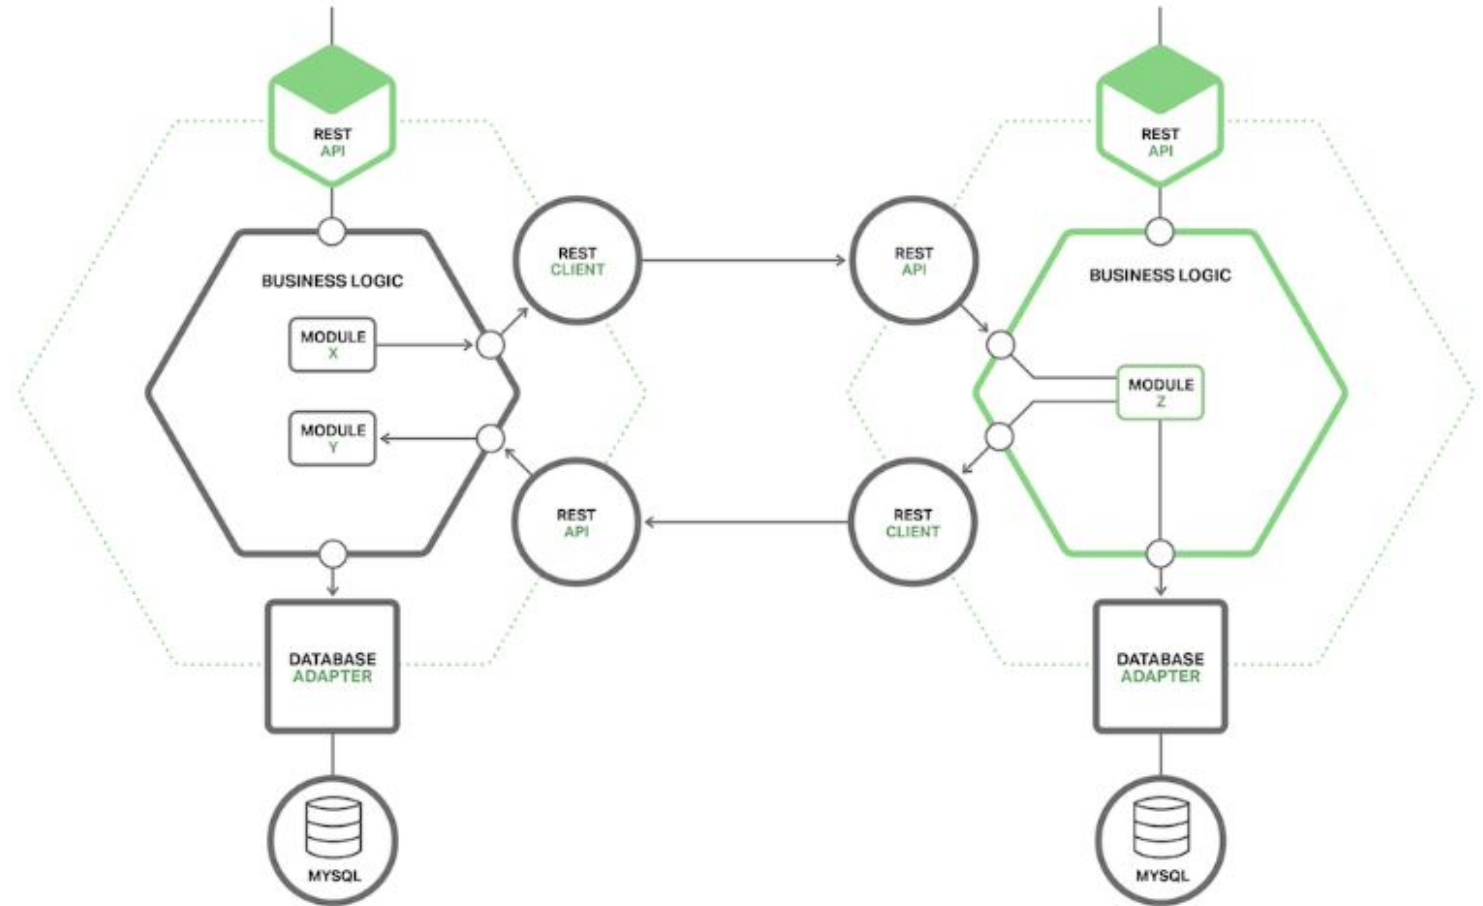 REST
API
REST
API
REST
CLIENT
REST
API
BUSINESS LOGIC
BUSINESS LOGIC
MODULE
X
MODULE
Z
MODULE
Y
REST
API
REST
CLIENT
DATABASE
ADAPTER
DATABASE
ADAPTER
MYSQL
MYSQL